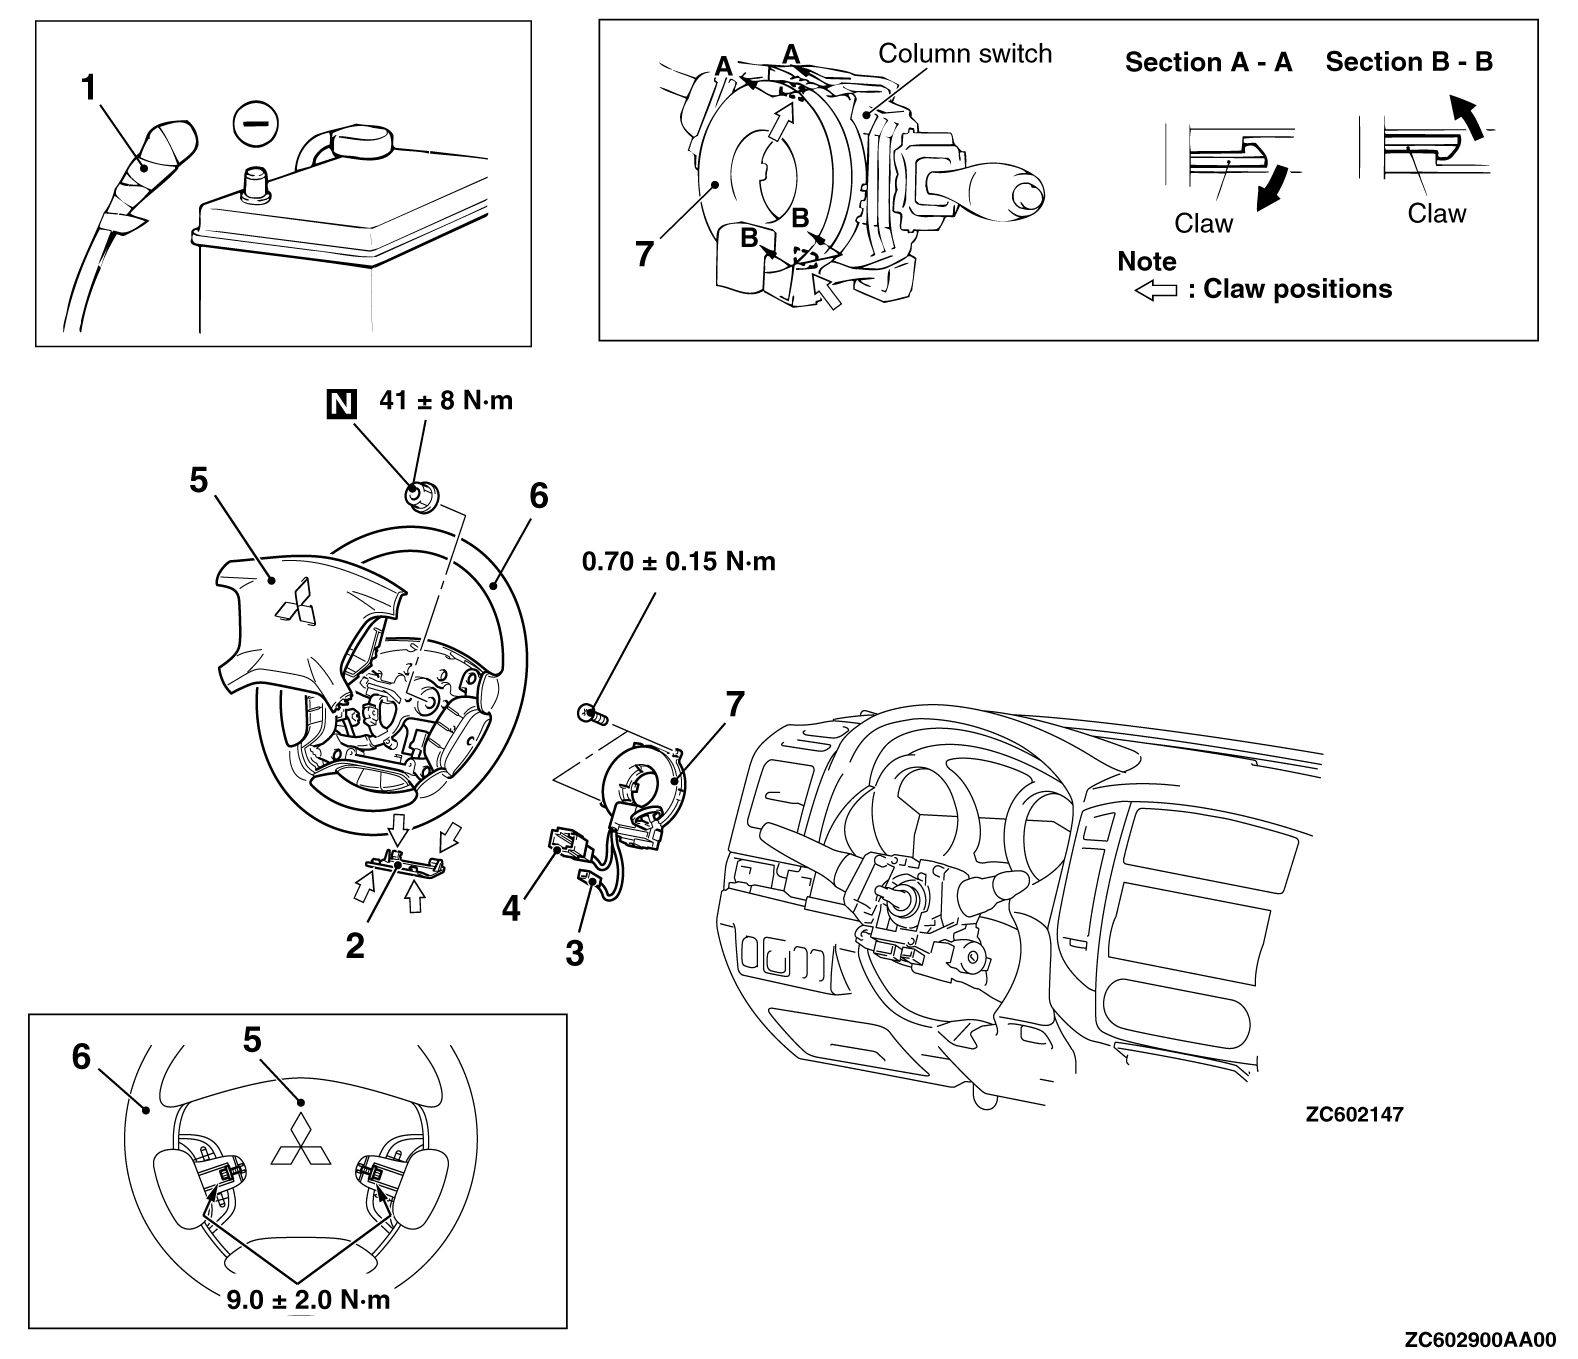 1
A
A
Column switch
B
B
7
Section A - A
Section B - B
Claw
Claw
Note
: Claw positions
N 41 ± 8 N·m
5
6
0.70 ± 0.15 N·m
7
4
3
2
6
5
9.0 ± 2.0 N·m
ZC602147
ZC602900AA00